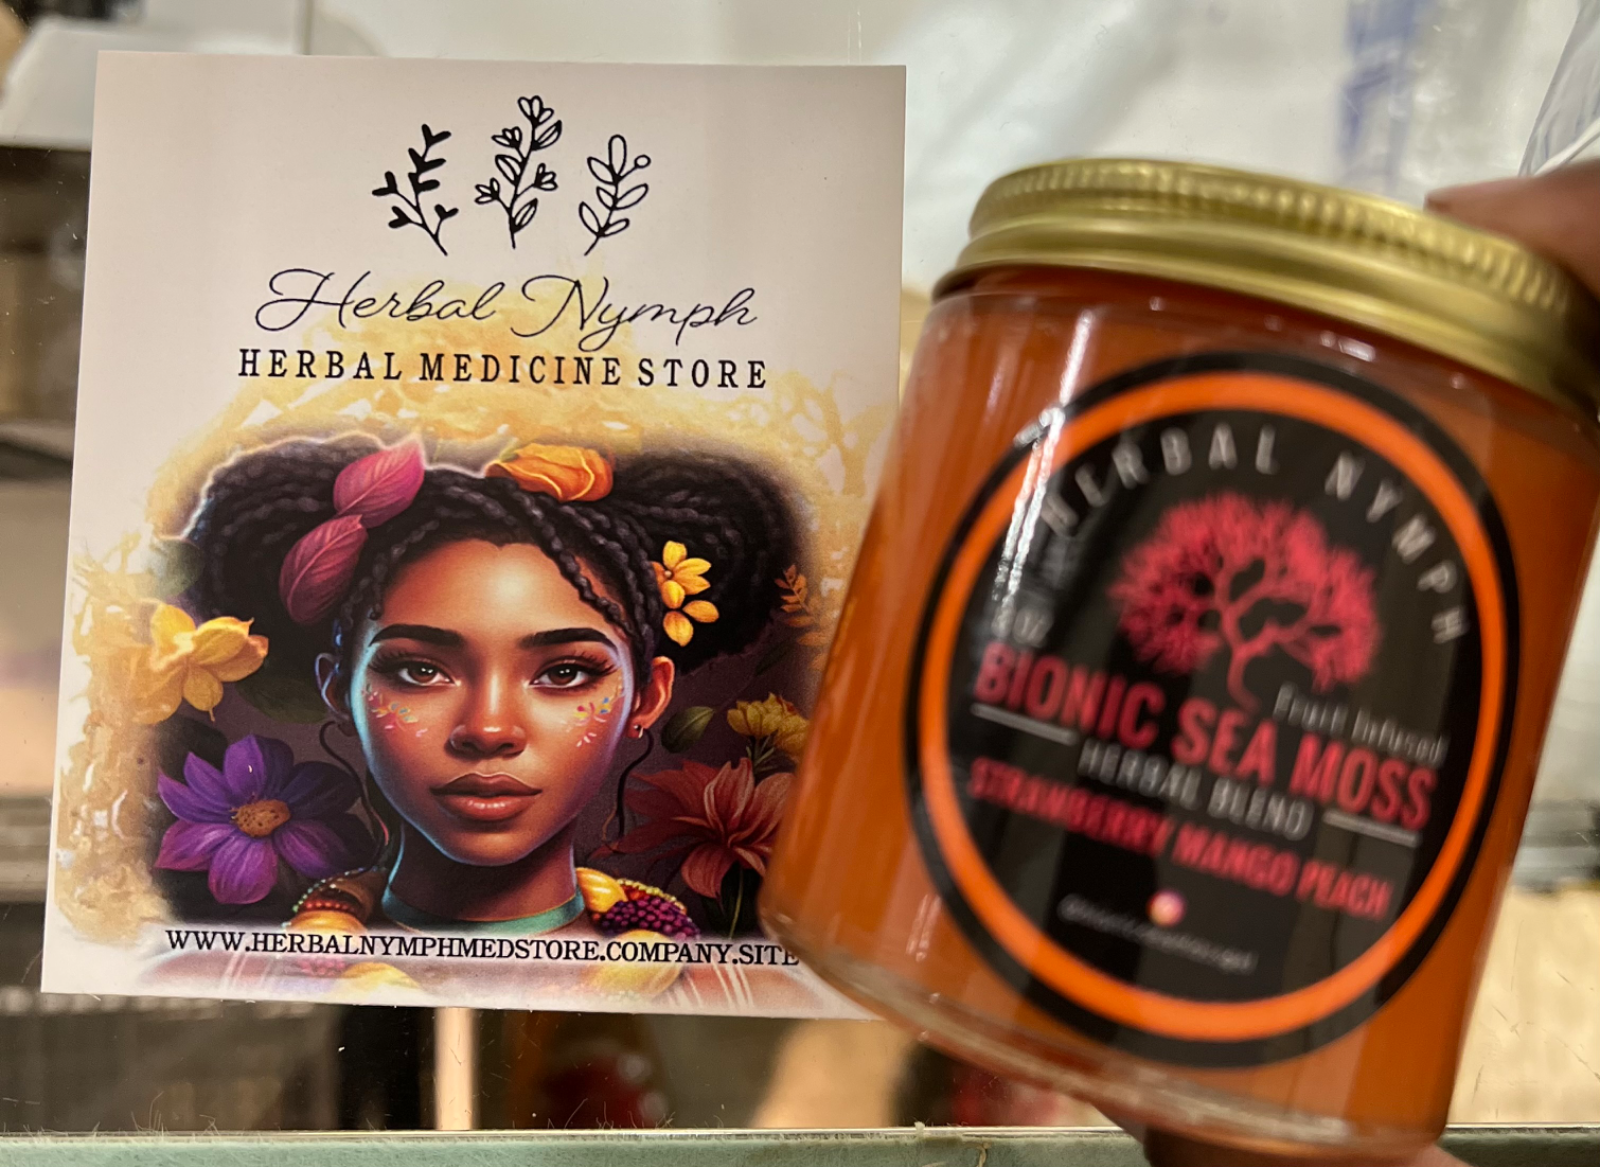 Herbal Nymph
HERBAL MEDICINE STORE
WWW.HERBALNYMPHMEDSTORE.COMPANY.SITE
HERBAL NYMPH
OZ
BIONIC SEA MOSS
Fruit Infused
HERBAL BLEND
STRAWBERRY MANGO PEACH